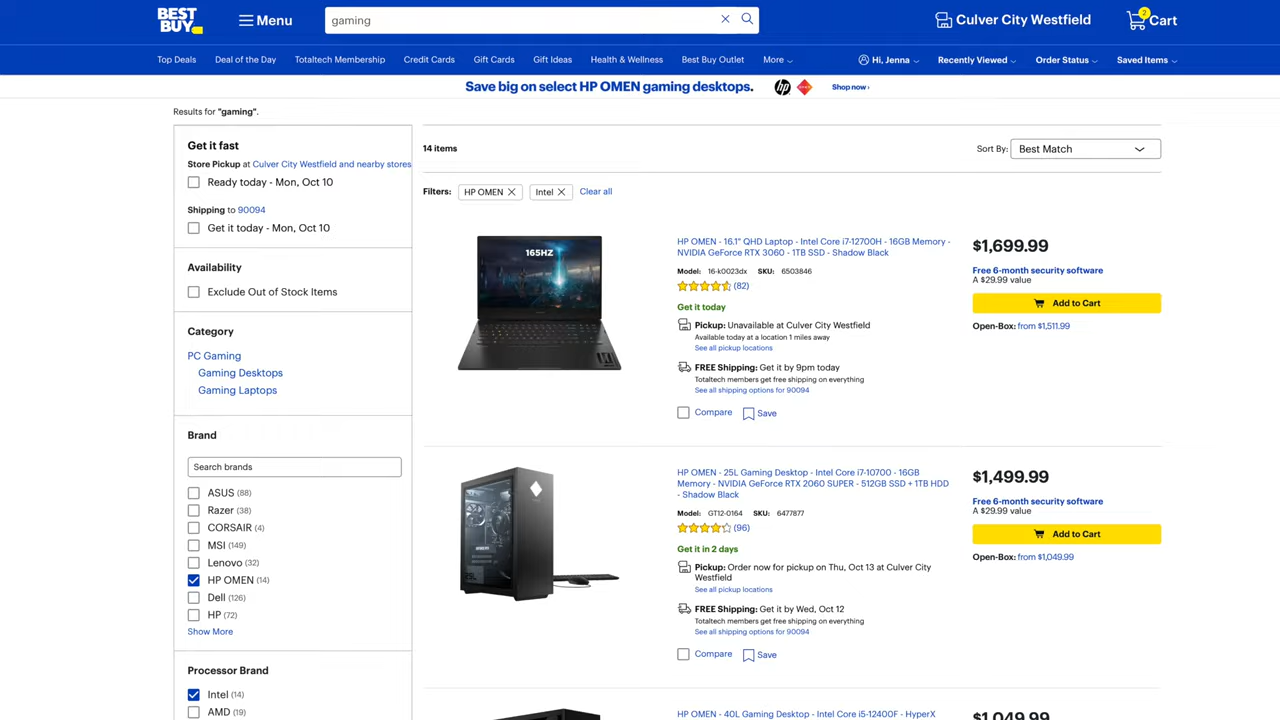 BEST BUY
Menu
gaming
Culver City Westfield
2
Cart
Top Deals
Deal of the Day
Totaltech Membership
Credit Cards
Gift Cards
Gift Ideas
Health & Wellness
Best Buy Outlet
More
Hi, Jenna
Recently Viewed
Order Status
Saved Items
Save big on select HP OMEN gaming desktops.
hp
Shop now ›
Results for "gaming".
Get it fast
Store Pickup at Culver City Westfield and nearby stores
Ready today - Mon, Oct 10
Shipping to 90094
Get it today - Mon, Oct 10
Availability
Exclude Out of Stock Items
Category
PC Gaming
Gaming Desktops
Gaming Laptops
Brand
Search brands
ASUS (88)
Razer (38)
CORSAIR (4)
MSI (149)
Lenovo (32)
HP OMEN (14)
Dell (126)
HP (72)
Show More
Processor Brand
Intel (14)
AMD (19)
14 items
Sort By: Best Match
Filters: HP OMEN Intel Clear all
165HZ
HP OMEN - 16.1" QHD Laptop - Intel Core i7-12700H - 16GB Memory -
NVIDIA GeForce RTX 3060 - 1TB SSD - Shadow Black
Model: 16-k0023dx SKU: 6503846
(82)
Get it today
Pickup: Unavailable at Culver City Westfield
Available today at a location 1 miles away
See all pickup locations
FREE Shipping: Get it by 9pm today
Totaltech members get free shipping on everything
See all shipping options for 90094
Compare
Save
$1,699.99
Free 6-month security software
A $29.99 value
Add to Cart
Open-Box: from $1,511.99
HP OMEN - 25L Gaming Desktop - Intel Core i7-10700 - 16GB
Memory - NVIDIA GeForce RTX 2060 SUPER - 512GB SSD + 1TB HDD
- Shadow Black
Model: GT12-0164 SKU: 6477877
(96)
Get it in 2 days
Pickup: Order now for pickup on Thu, Oct 13 at Culver City
Westfield
See all pickup locations
FREE Shipping: Get it by Wed, Oct 12
Totaltech members get free shipping on everything
See all shipping options for 90094
Compare
Save
$1,499.99
Free 6-month security software
A $29.99 value
Add to Cart
Open-Box: from $1,049.99
HP OMEN - 40L Gaming Desktop - Intel Core i5-12400F - HyperX
$1,049.99